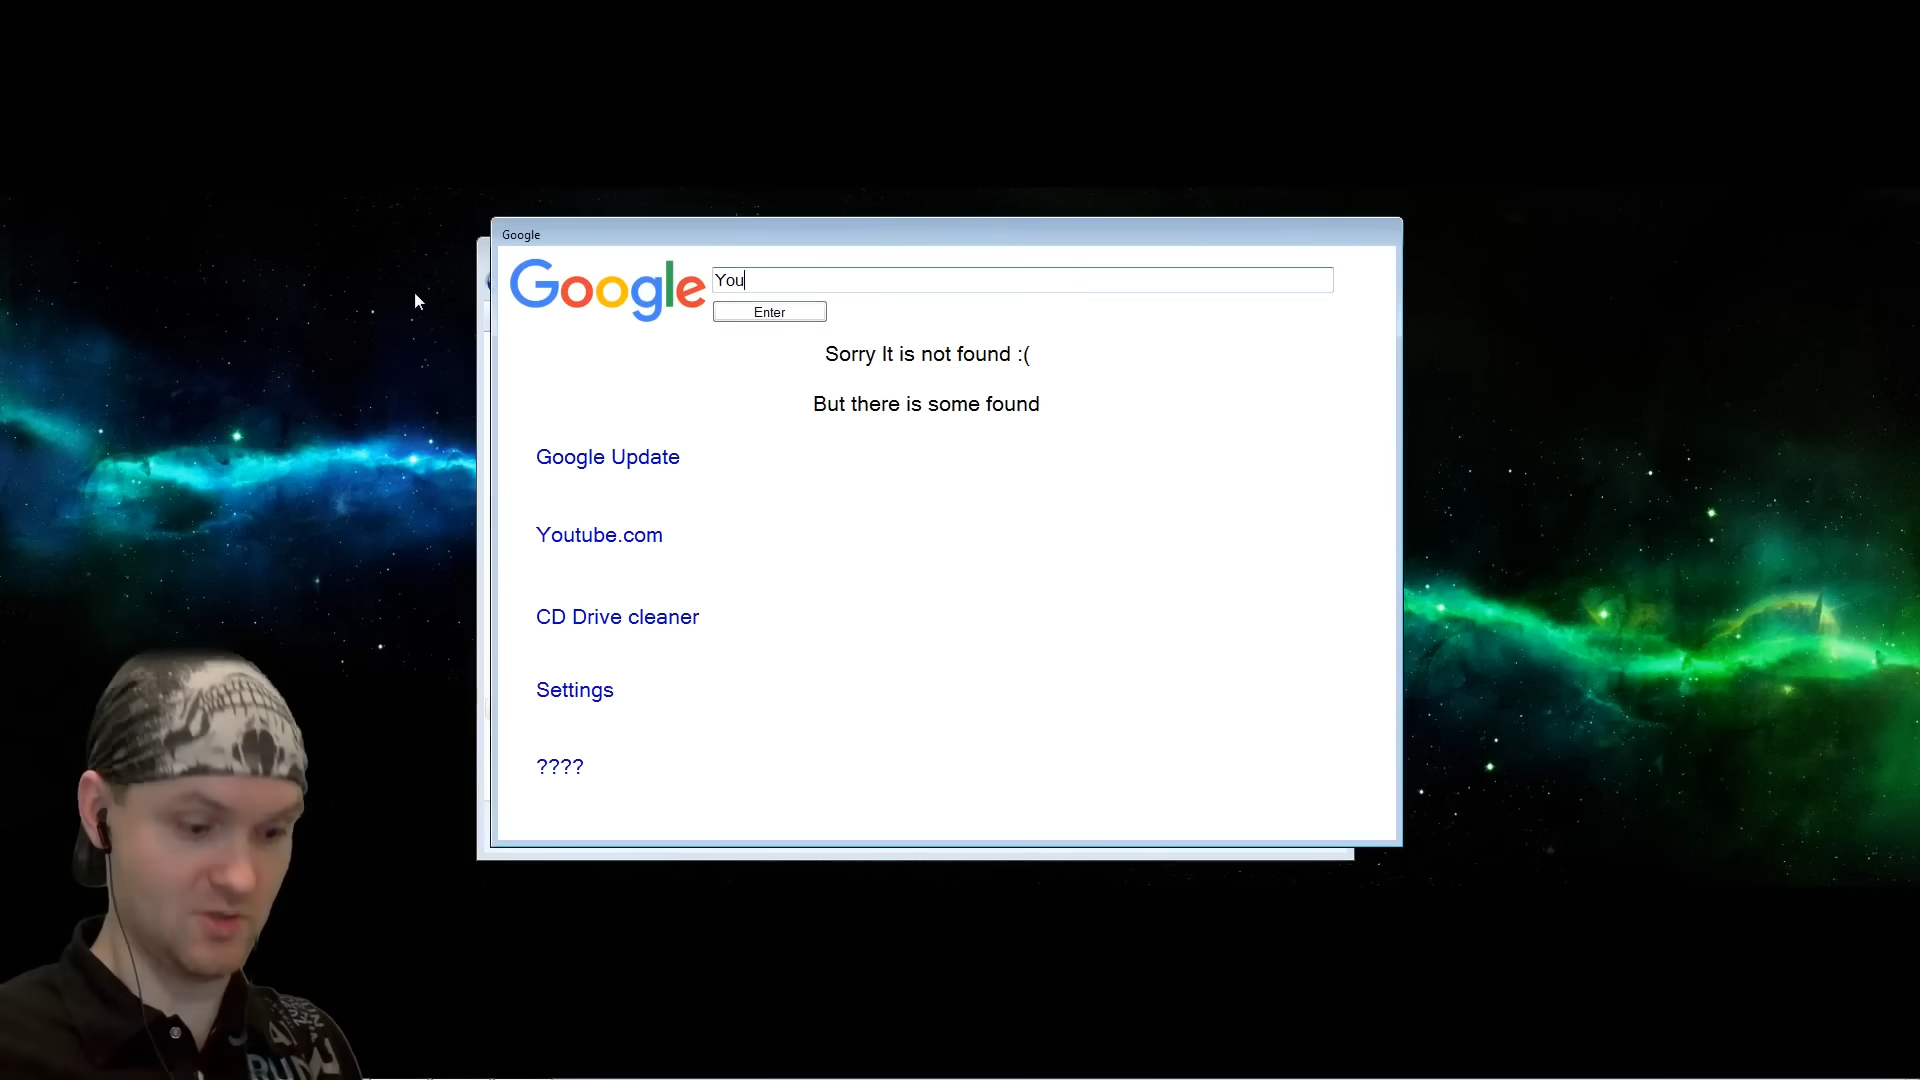 Google
Google
You
Enter
Sorry It is not found :(
But there is some found
Google Update
Youtube.com
CD Drive cleaner
Settings
????